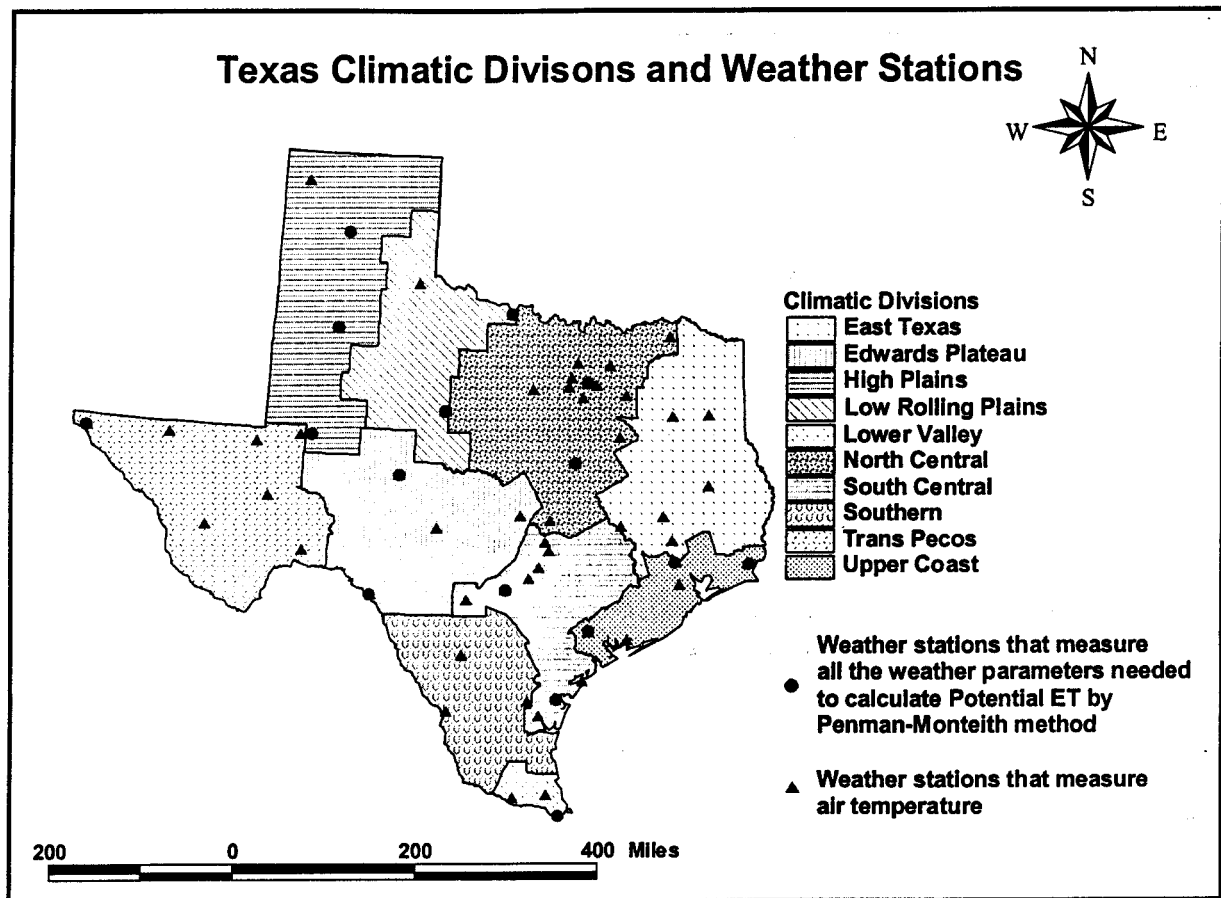 Texas Climatic Divisons and Weather Stations
N
W
E
S
Climatic Divisions
East Texas
Edwards Plateau
High Plains
Low Rolling Plains
Lower Valley
North Central
South Central
Southern
Trans Pecos
Upper Coast
Weather stations that measure
all the weather parameters needed
to calculate Potential ET by
Penman-Monteith method
Weather stations that measure
air temperature
200 0 200 400 Miles